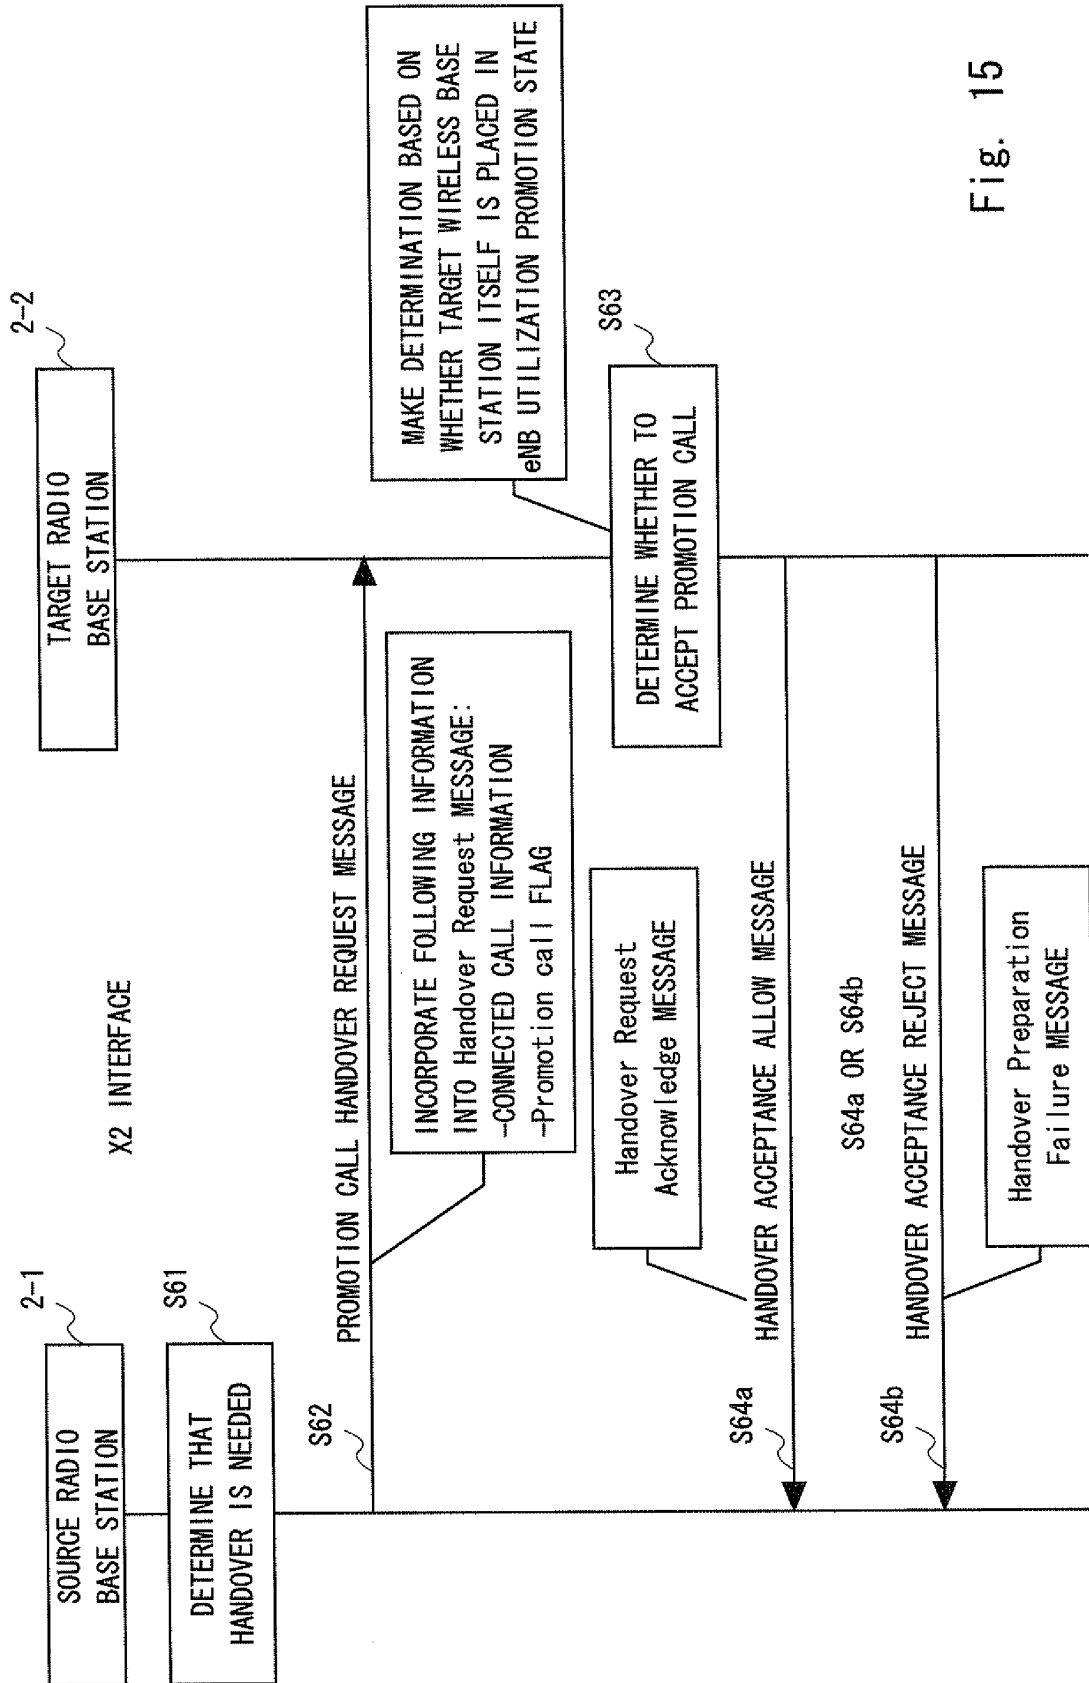 SOURCE RADIO
BASE STATION
2-1
X2 INTERFACE
TARGET RADIO
BASE STATION
2-2
DETERMINE THAT
HANDOVER IS NEEDED
S61
S62
PROMOTION CALL HANDOVER REQUEST MESSAGE
INCORPORATE FOLLOWING INFORMATION
INTO Handover Request MESSAGE:
-CONNECTED CALL INFORMATION
-Promotion call FLAG
MAKE DETERMINATION BASED ON
WHETHER TARGET WIRELESS BASE
STATION ITSELF IS PLACED IN
eNB UTILIZATION PROMOTION STATE
S63
DETERMINE WHETHER TO
ACCEPT PROMOTION CALL
Handover Request
Acknowledge MESSAGE
S64a
HANDOVER ACCEPTANCE ALLOW MESSAGE
S64a OR S64b
S64b
HANDOVER ACCEPTANCE REJECT MESSAGE
Handover Preparation
Failure MESSAGE
Fig. 15